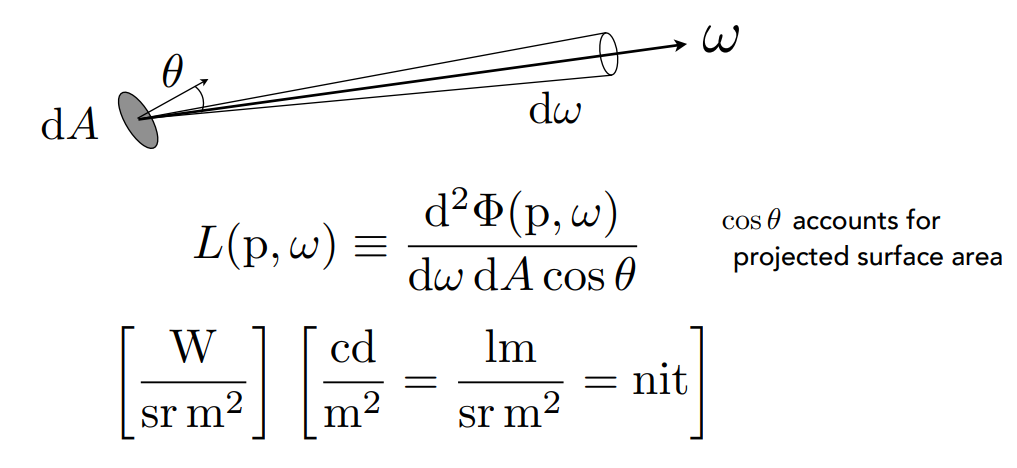 θ
ω
dA
dω
L(p, ω) ≡ d²Φ(p, ω) / dω dA cos θ
cos θ accounts for
projected surface area
[W / sr m²] [cd / m² = lm / sr m² = nit]